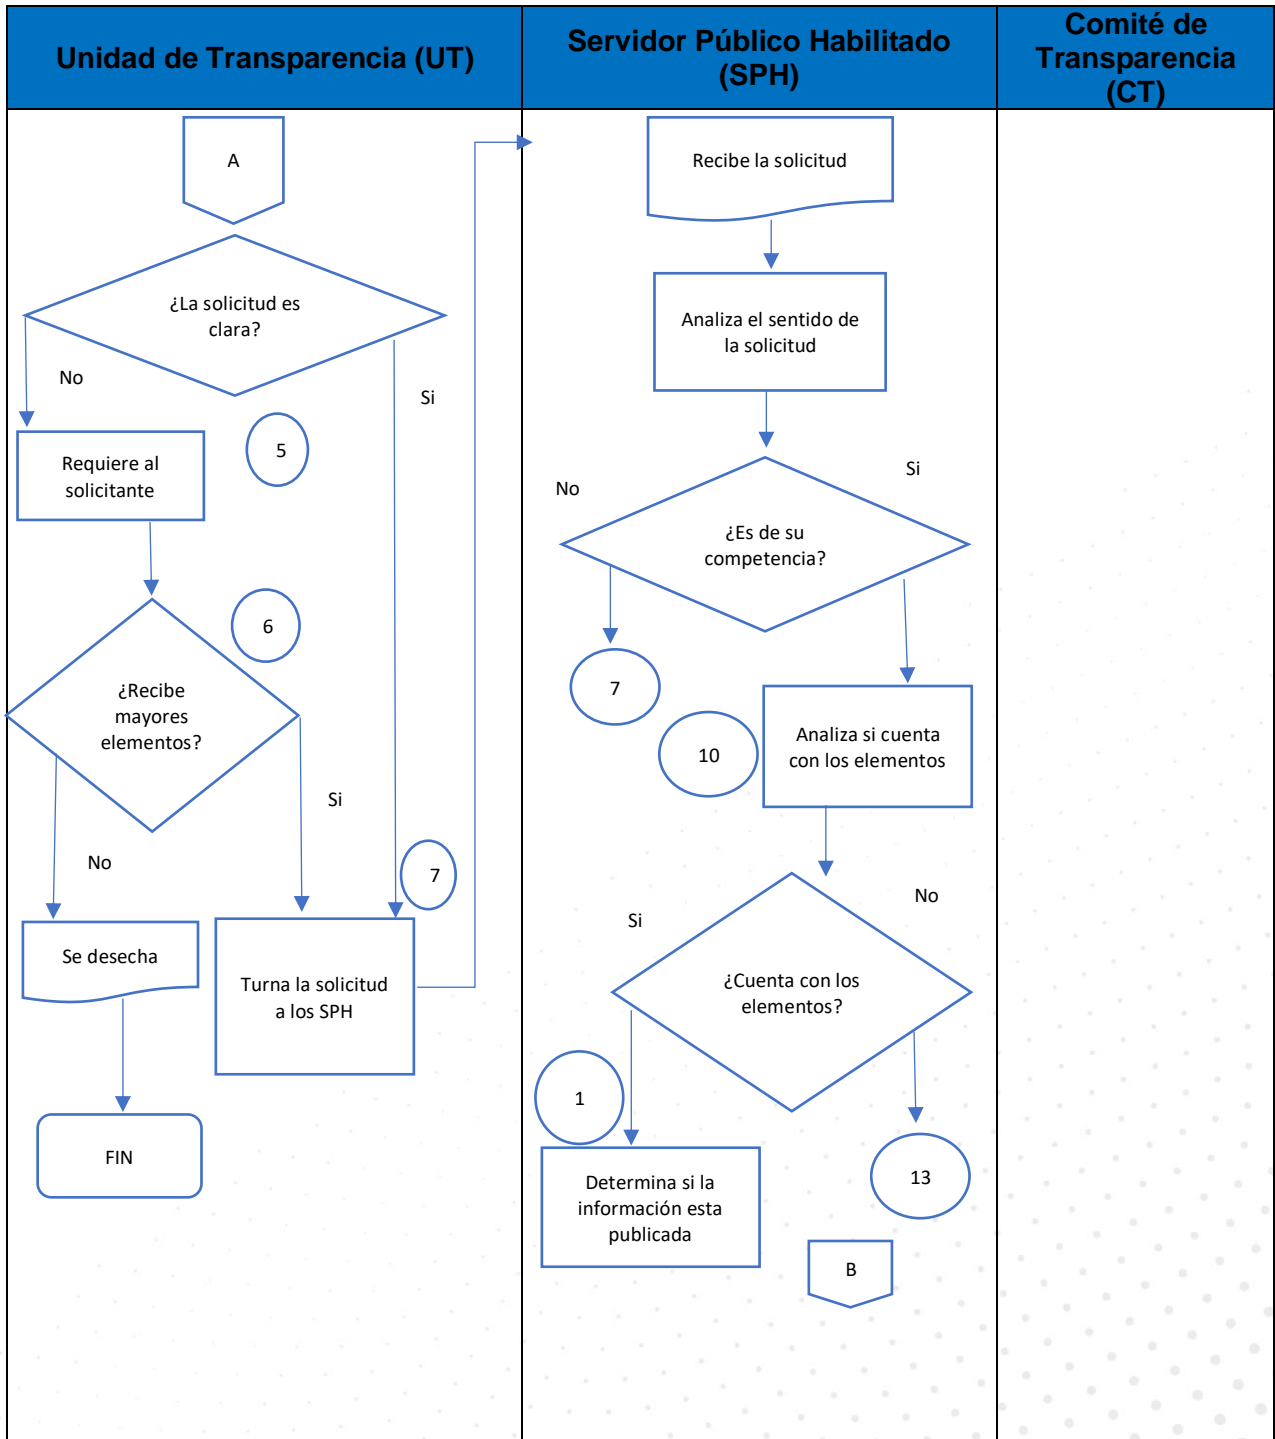 Unidad de Transparencia (UT)
Servidor Público Habilitado
(SPH)
Comité de
Transparencia
(CT)
A
¿La solicitud es
clara?
No
Si
5
Requiere al
solicitante
6
¿Recibe
mayores
elementos?
Si
No
7
Se desecha
Turna la solicitud
a los SPH
FIN
Recibe la solicitud
Analiza el sentido de
la solicitud
No
Si
¿Es de su
competencia?
7
10
Analiza si cuenta
con los elementos
Si
No
¿Cuenta con los
elementos?
1
13
Determina si la
información esta
publicada
B